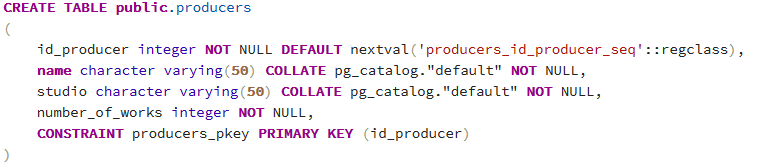 CREATE TABLE public.producers
(
    id_producer integer NOT NULL DEFAULT nextval('producers_id_producer_seq'::regclass),
    name character varying(50) COLLATE pg_catalog."default" NOT NULL,
    studio character varying(50) COLLATE pg_catalog."default" NOT NULL,
    number_of_works integer NOT NULL,
    CONSTRAINT producers_pkey PRIMARY KEY (id_producer)
)